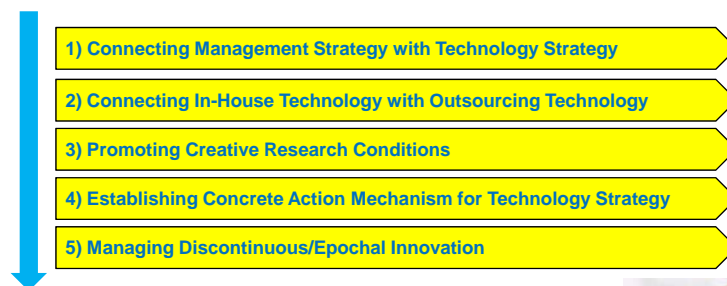 1) Connecting Management Strategy with Technology Strategy
2) Connecting In-House Technology with Outsourcing Technology
3) Promoting Creative Research Conditions
4) Establishing Concrete Action Mechanism for Technology Strategy
5) Managing Discontinuous/Epochal Innovation